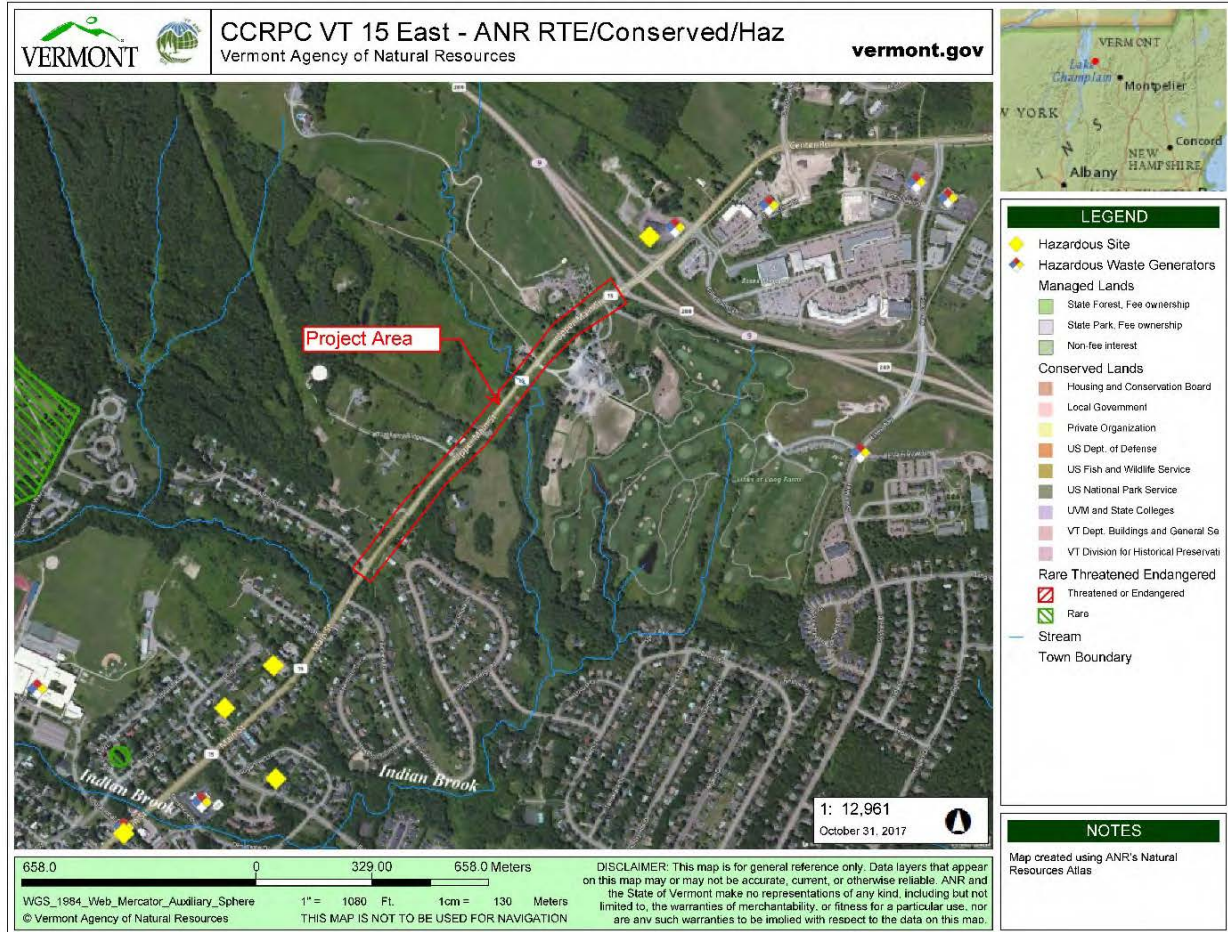 VERMONT
CCRPC VT 15 East - ANR RTE/Conserved/Haz
Vermont Agency of Natural Resources
vermont.gov
VERMONT
Lake
Champlain
Montpelier
W YORK
Concord
NEW
HAMPSHIRE
Albany
289
Center Rd
15
289
289
Project Area
15
15
15
Indian Brook
Indian Brook
1: 12,961
October 31, 2017
LEGEND
Hazardous Site
Hazardous Waste Generators
Managed Lands
State Forest, Fee ownership
State Park, Fee ownership
Non-fee interest
Conserved Lands
Housing and Conservation Board
Local Government
Private Organization
US Dept. of Defense
US Fish and Wildlife Service
US National Park Service
UVM and State Colleges
VT Dept. Buildings and General Se
VT Division for Historical Preservati
Rare Threatened Endangered
Threatened or Endangered
Rare
Stream
Town Boundary
NOTES
Map created using ANR's Natural
Resources Atlas
658.0 0 329.00 658.0 Meters
WGS_1984_Web_Mercator_Auxiliary_Sphere 1" = 1080 Ft. 1cm = 130 Meters
© Vermont Agency of Natural Resources THIS MAP IS NOT TO BE USED FOR NAVIGATION
DISCLAIMER: This map is for general reference only. Data layers that appear
on this map may or may not be accurate, current, or otherwise reliable. ANR and
the State of Vermont make no representations of any kind, including but not
limited to, the warranties of merchantability, or fitness for a particular use, nor
are any such warranties to be implied with respect to the data on this map.